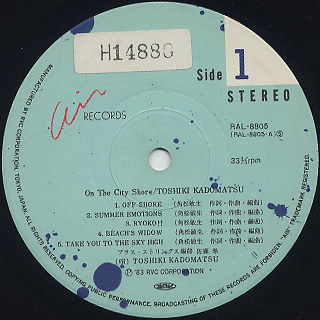 H14886
Side 1
STEREO
Air RECORDS
RAL-8805
(RAL-8805-A)Ⓢ
33⅓rpm
On The City Shore/TOSHIKI KADOMATSU
1. OFF SHORE (角松敏生 作詞・作曲・編曲)
2. SUMMER EMOTIONS (角松敏生 作詞・作曲・編曲)
3. RYOKO!! (角松敏生 作詞・作曲・編曲)
4. BEACH'S WIDOW (角松敏生 作詞・作曲・編曲)
5. TAKE YOU TO THE SKY HIGH (角松敏生 作詞・作曲・編曲)
ブラス・ストリングス編曲 佐藤 準
(唄) TOSHIKI KADOMATSU
Ⓟ '83 RVC CORPORATION
MANUFACTURED BY RVC CORPORATION, TOKYO, JAPAN. ALL RIGHTS RESERVED. UNAUTHORIZED COPYING PUBLIC PERFORMANCE, BROADCASTING OF THESE RECORDS ARE FORBIDDEN. "AIR" TRADEMARK REGISTERED.